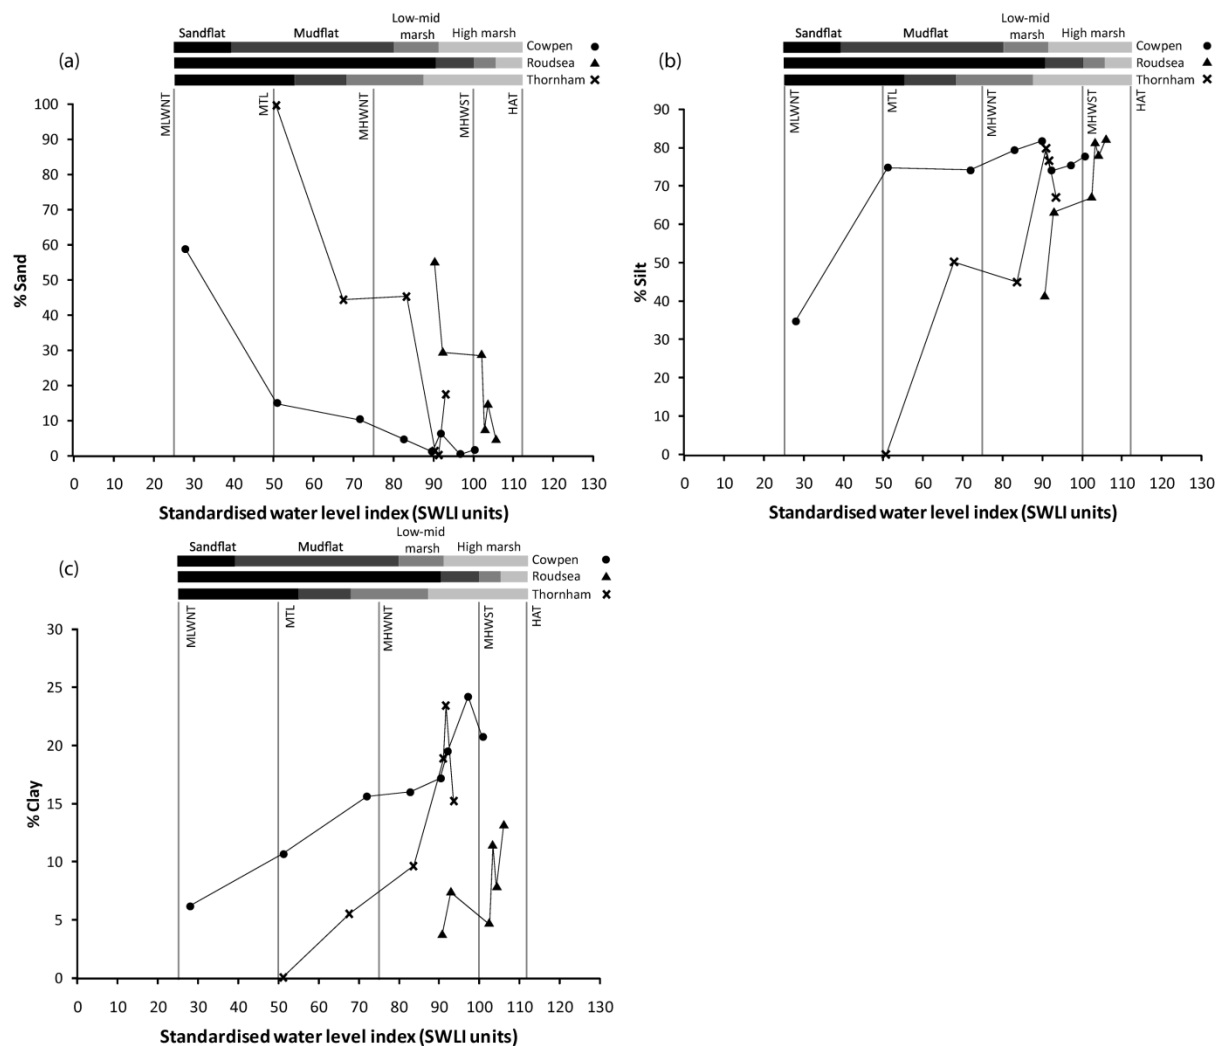 (a)
Sandflat Mudflat Low-mid marsh High marsh
Cowpen
Roudsea
Thornham
MLWNT MTL MHWNT MHWST HAT
100
90
80
70
60
50
40
30
20
10
0
% Sand
0 10 20 30 40 50 60 70 80 90 100 110 120 130
Standardised water level index (SWLI units)
(b)
Sandflat Mudflat Low-mid marsh High marsh
Cowpen
Roudsea
Thornham
MLWNT MTL MHWNT MHWST HAT
90
80
70
60
50
40
30
20
10
0
% Silt
0 10 20 30 40 50 60 70 80 90 100 110 120 130
Standardised water level index (SWLI units)
(c)
Sandflat Mudflat Low-mid marsh High marsh
Cowpen
Roudsea
Thornham
MLWNT MTL MHWNT MHWST HAT
30
25
20
15
10
5
0
% Clay
0 10 20 30 40 50 60 70 80 90 100 110 120 130
Standardised water level index (SWLI units)